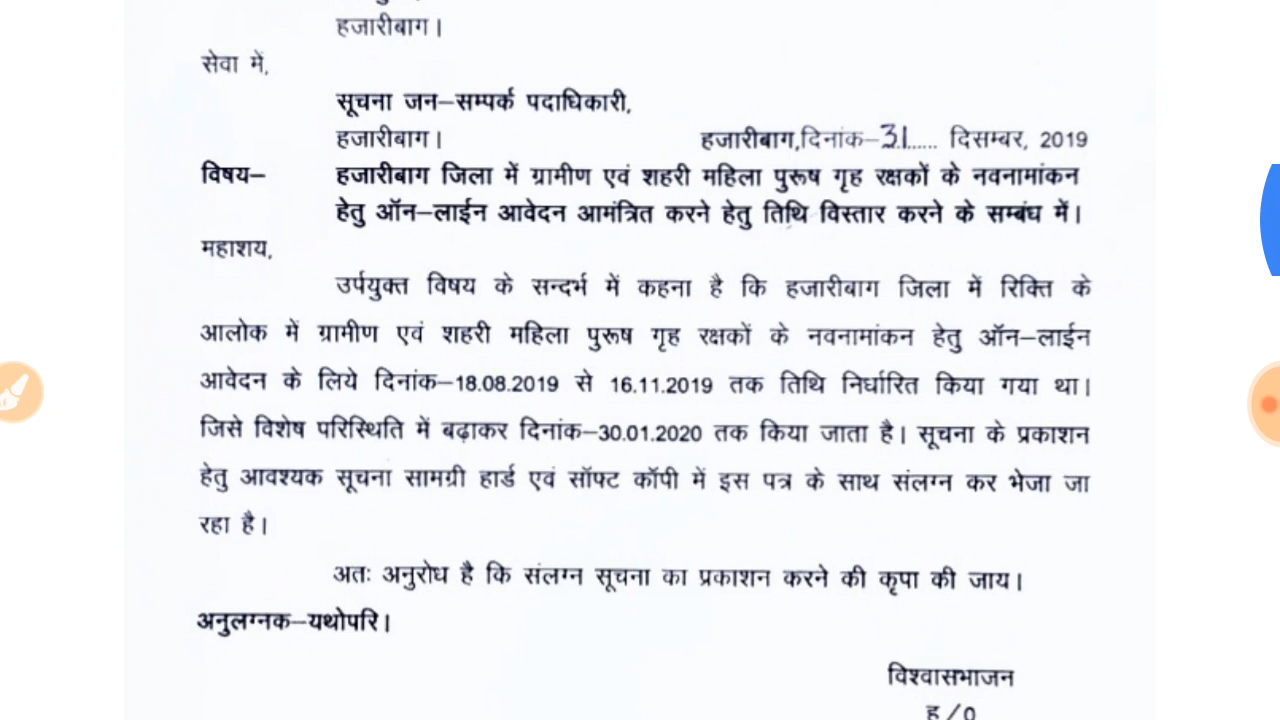 हजारीबाग।
सेवा में,
सूचना जन–सम्पर्क पदाधिकारी,
हजारीबाग। हजारीबाग,दिनांक–31...... दिसम्बर, 2019
विषय– हजारीबाग जिला में ग्रामीण एवं शहरी महिला पुरूष गृह रक्षकों के नवनामांकन
हेतु ऑन–लाईन आवेदन आमंत्रित करने हेतु तिथि विस्तार करने के सम्बंध में।
महाशय,
उर्पयुक्त विषय के सन्दर्भ में कहना है कि हजारीबाग जिला में रिक्ति के
आलोक में ग्रामीण एवं शहरी महिला पुरूष गृह रक्षकों के नवनामांकन हेतु ऑन–लाईन
आवेदन के लिये दिनांक–18.08.2019 से 16.11.2019 तक तिथि निर्धारित किया गया था।
जिसे विशेष परिस्थिति में बढ़ाकर दिनांक–30.01.2020 तक किया जाता है। सूचना के प्रकाशन
हेतु आवश्यक सूचना सामग्री हार्ड एवं सॉफ्ट कॉपी में इस पत्र के साथ संलग्न कर भेजा जा
रहा है।
अतः अनुरोध है कि संलग्न सूचना का प्रकाशन करने की कृपा की जाय।
अनुलग्नक–यथोपरि।
विश्वासभाजन
ह/0